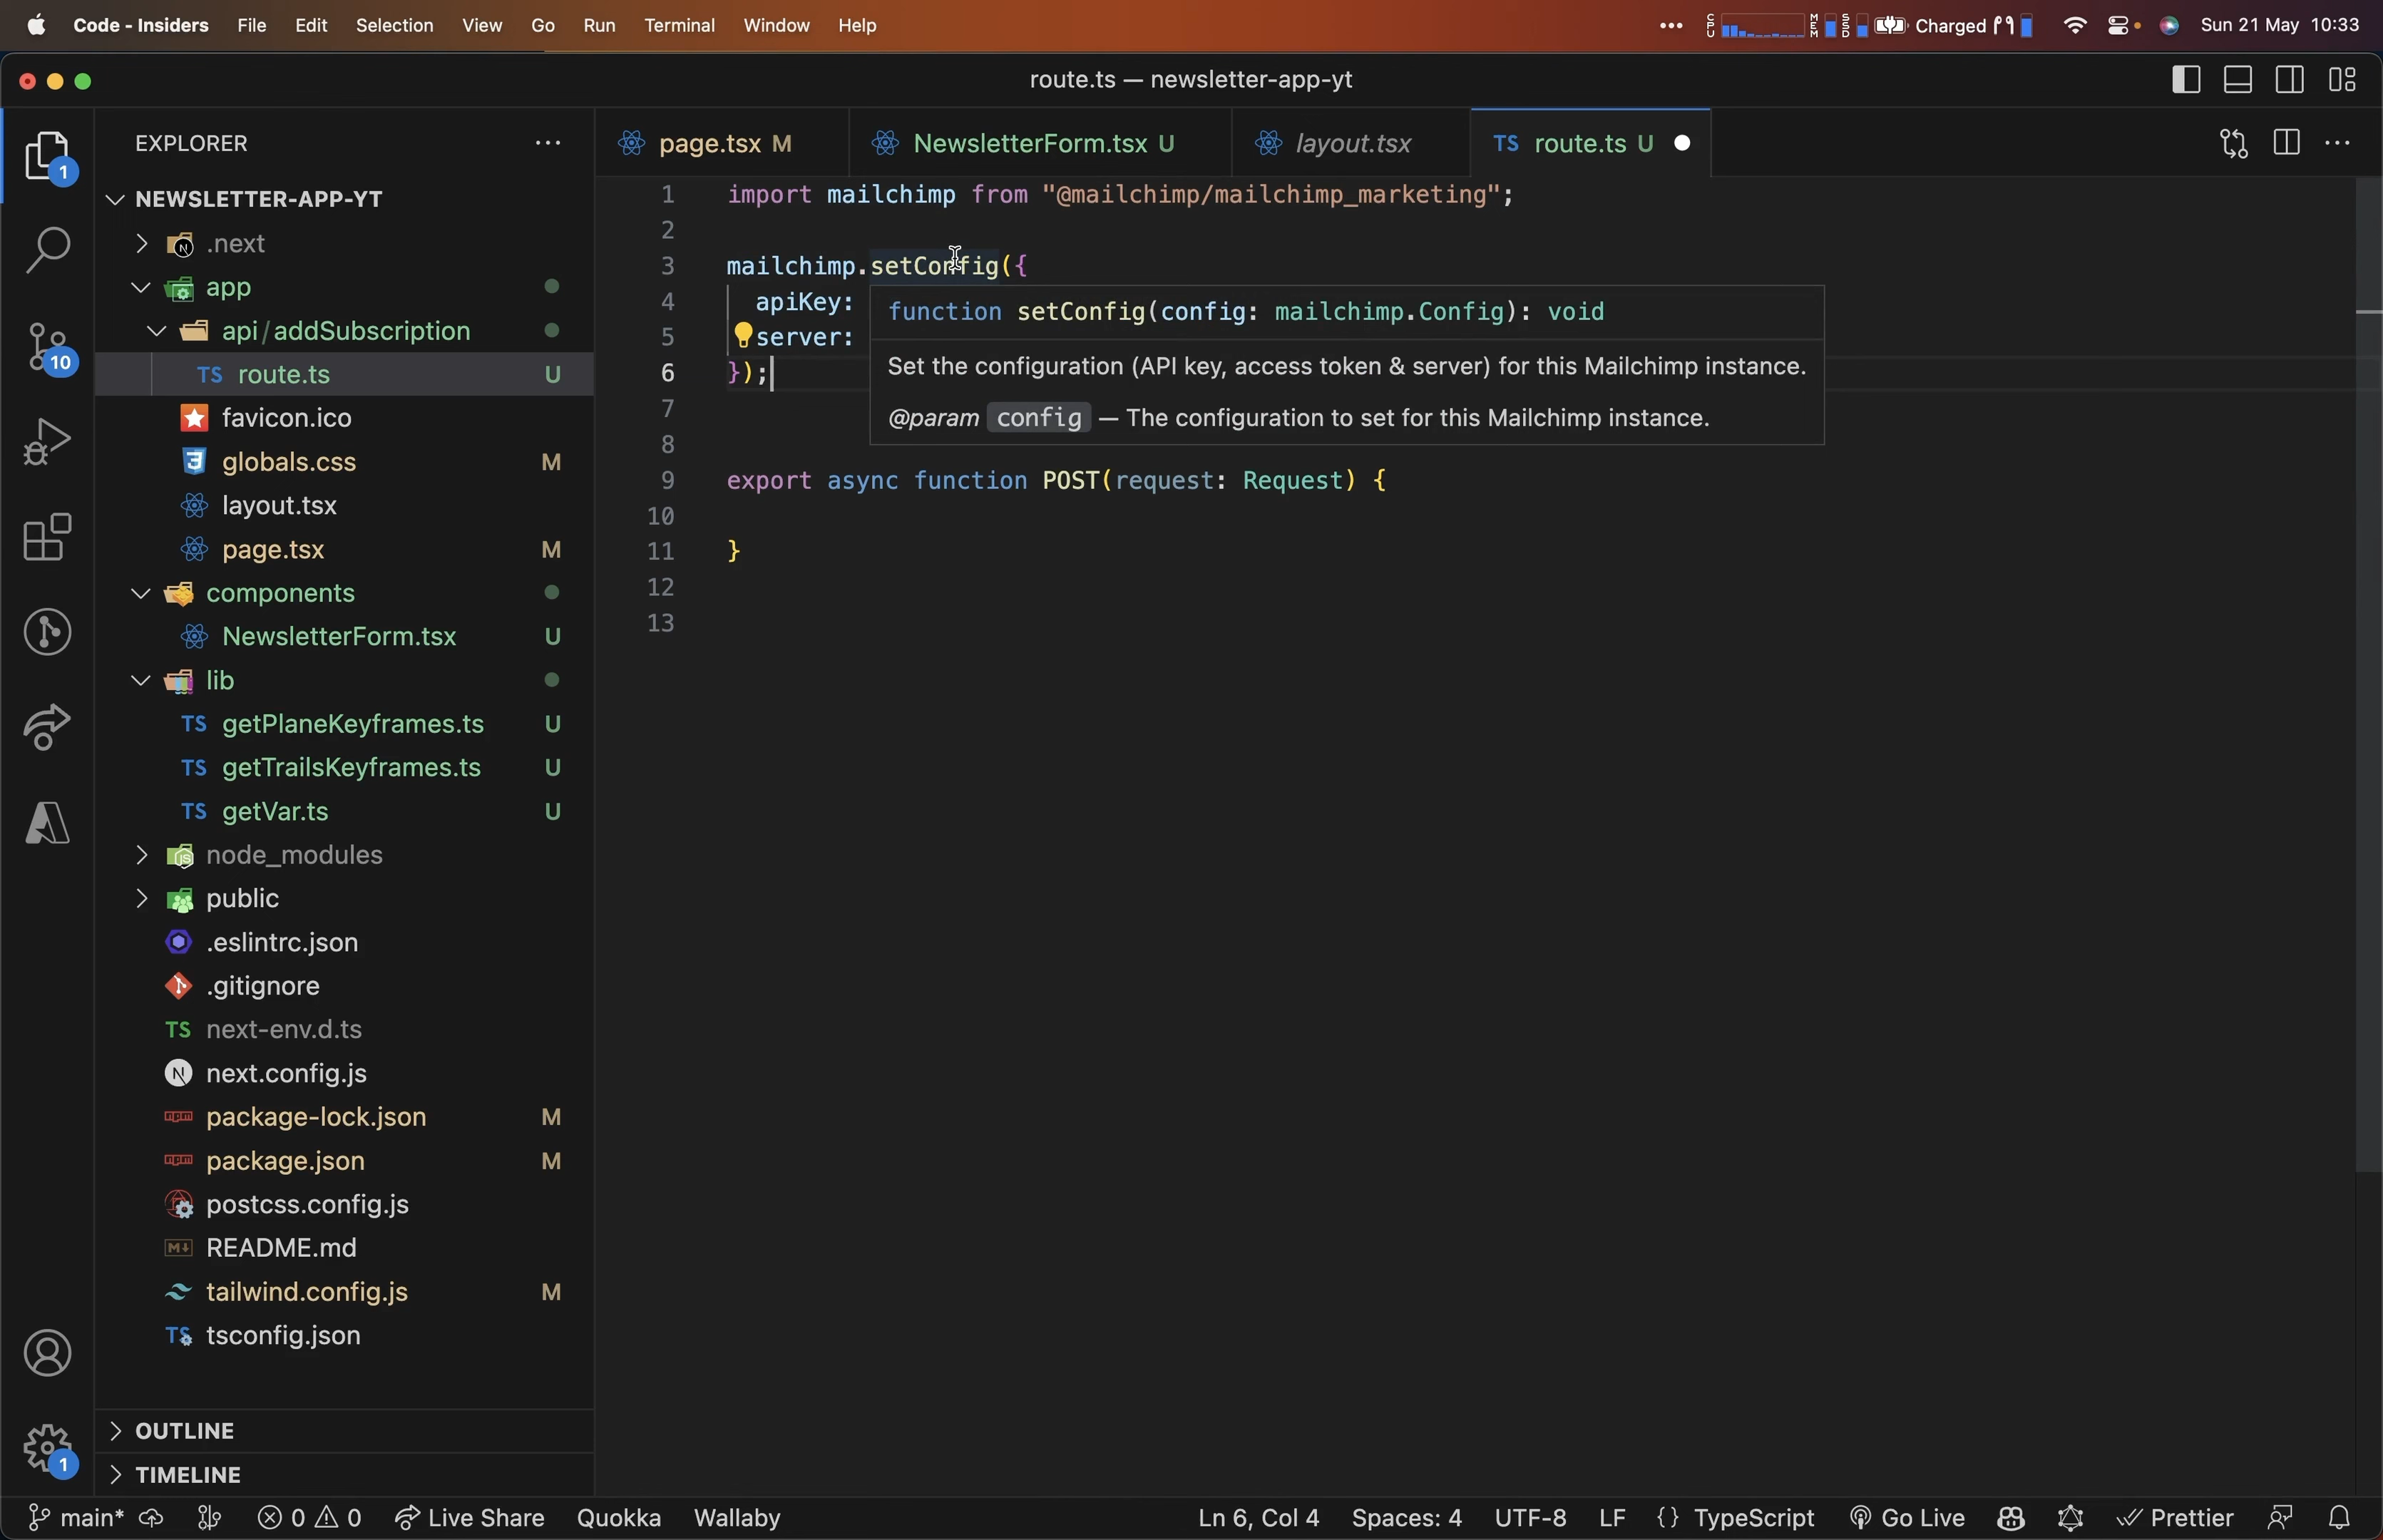 Code - Insiders File Edit Selection View Go Run Terminal Window Help ••• CPU MEM SSD Charged Sun 21 May 10:33
route.ts — newsletter-app-yt
EXPLORER ···
page.tsx M NewsletterForm.tsx U layout.tsx TS route.ts U
1
NEWSLETTER-APP-YT
.next
app
api/addSubscription
10
TS route.ts U
favicon.ico
globals.css M
layout.tsx
page.tsx M
components
NewsletterForm.tsx U
lib
TS getPlaneKeyframes.ts U
TS getTrailsKeyframes.ts U
TS getVar.ts U
node_modules
public
.eslintrc.json
.gitignore
TS next-env.d.ts
N next.config.js
package-lock.json M
package.json M
postcss.config.js
README.md
tailwind.config.js M
TS tsconfig.json
OUTLINE
1
TIMELINE
1 import mailchimp from "@mailchimp/mailchimp_marketing";
2
3 mailchimp.setConfig({
4 apiKey:
5 server:
6 });
7
8
9 export async function POST(request: Request) {
10
11 }
12
13
function setConfig(config: mailchimp.Config): void
Set the configuration (API key, access token & server) for this Mailchimp instance.
@param config — The configuration to set for this Mailchimp instance.
main* 0 0 Live Share Quokka Wallaby Ln 6, Col 4 Spaces: 4 UTF-8 LF {} TypeScript Go Live Prettier